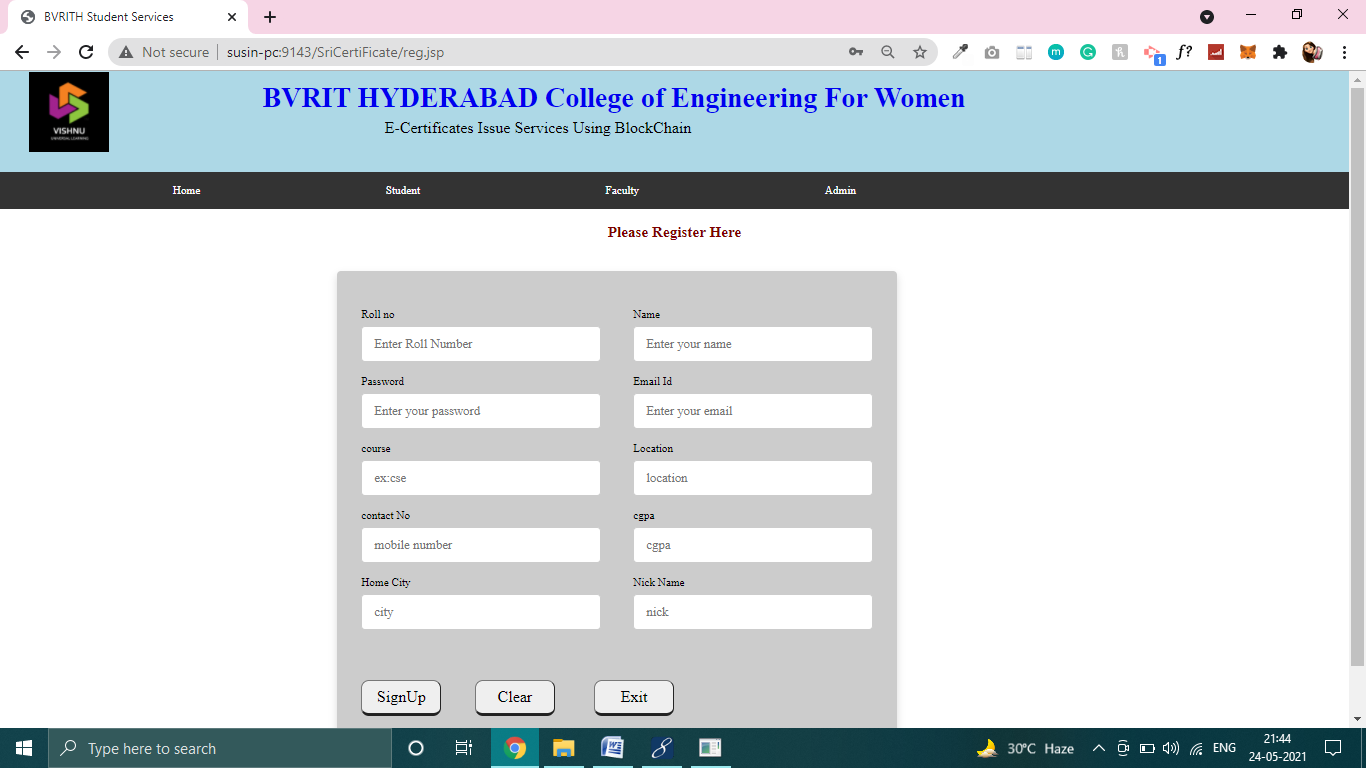 BVRITH Student Services
Not secure susin-pc:9143/SriCertiFicate/reg.jsp
1
f?
VISHNU
UNIVERSAL LEARNING
BVRIT HYDERABAD College of Engineering For Women
E-Certificates Issue Services Using BlockChain
Home Student Faculty Admin
Please Register Here
Roll no Name
Enter Roll Number Enter your name
Password Email Id
Enter your password Enter your email
course Location
ex:cse location
contact No cgpa
mobile number cgpa
Home City Nick Name
city nick
SignUp Clear Exit
Type here to search
30°C Haze
ENG
21:44
24-05-2021